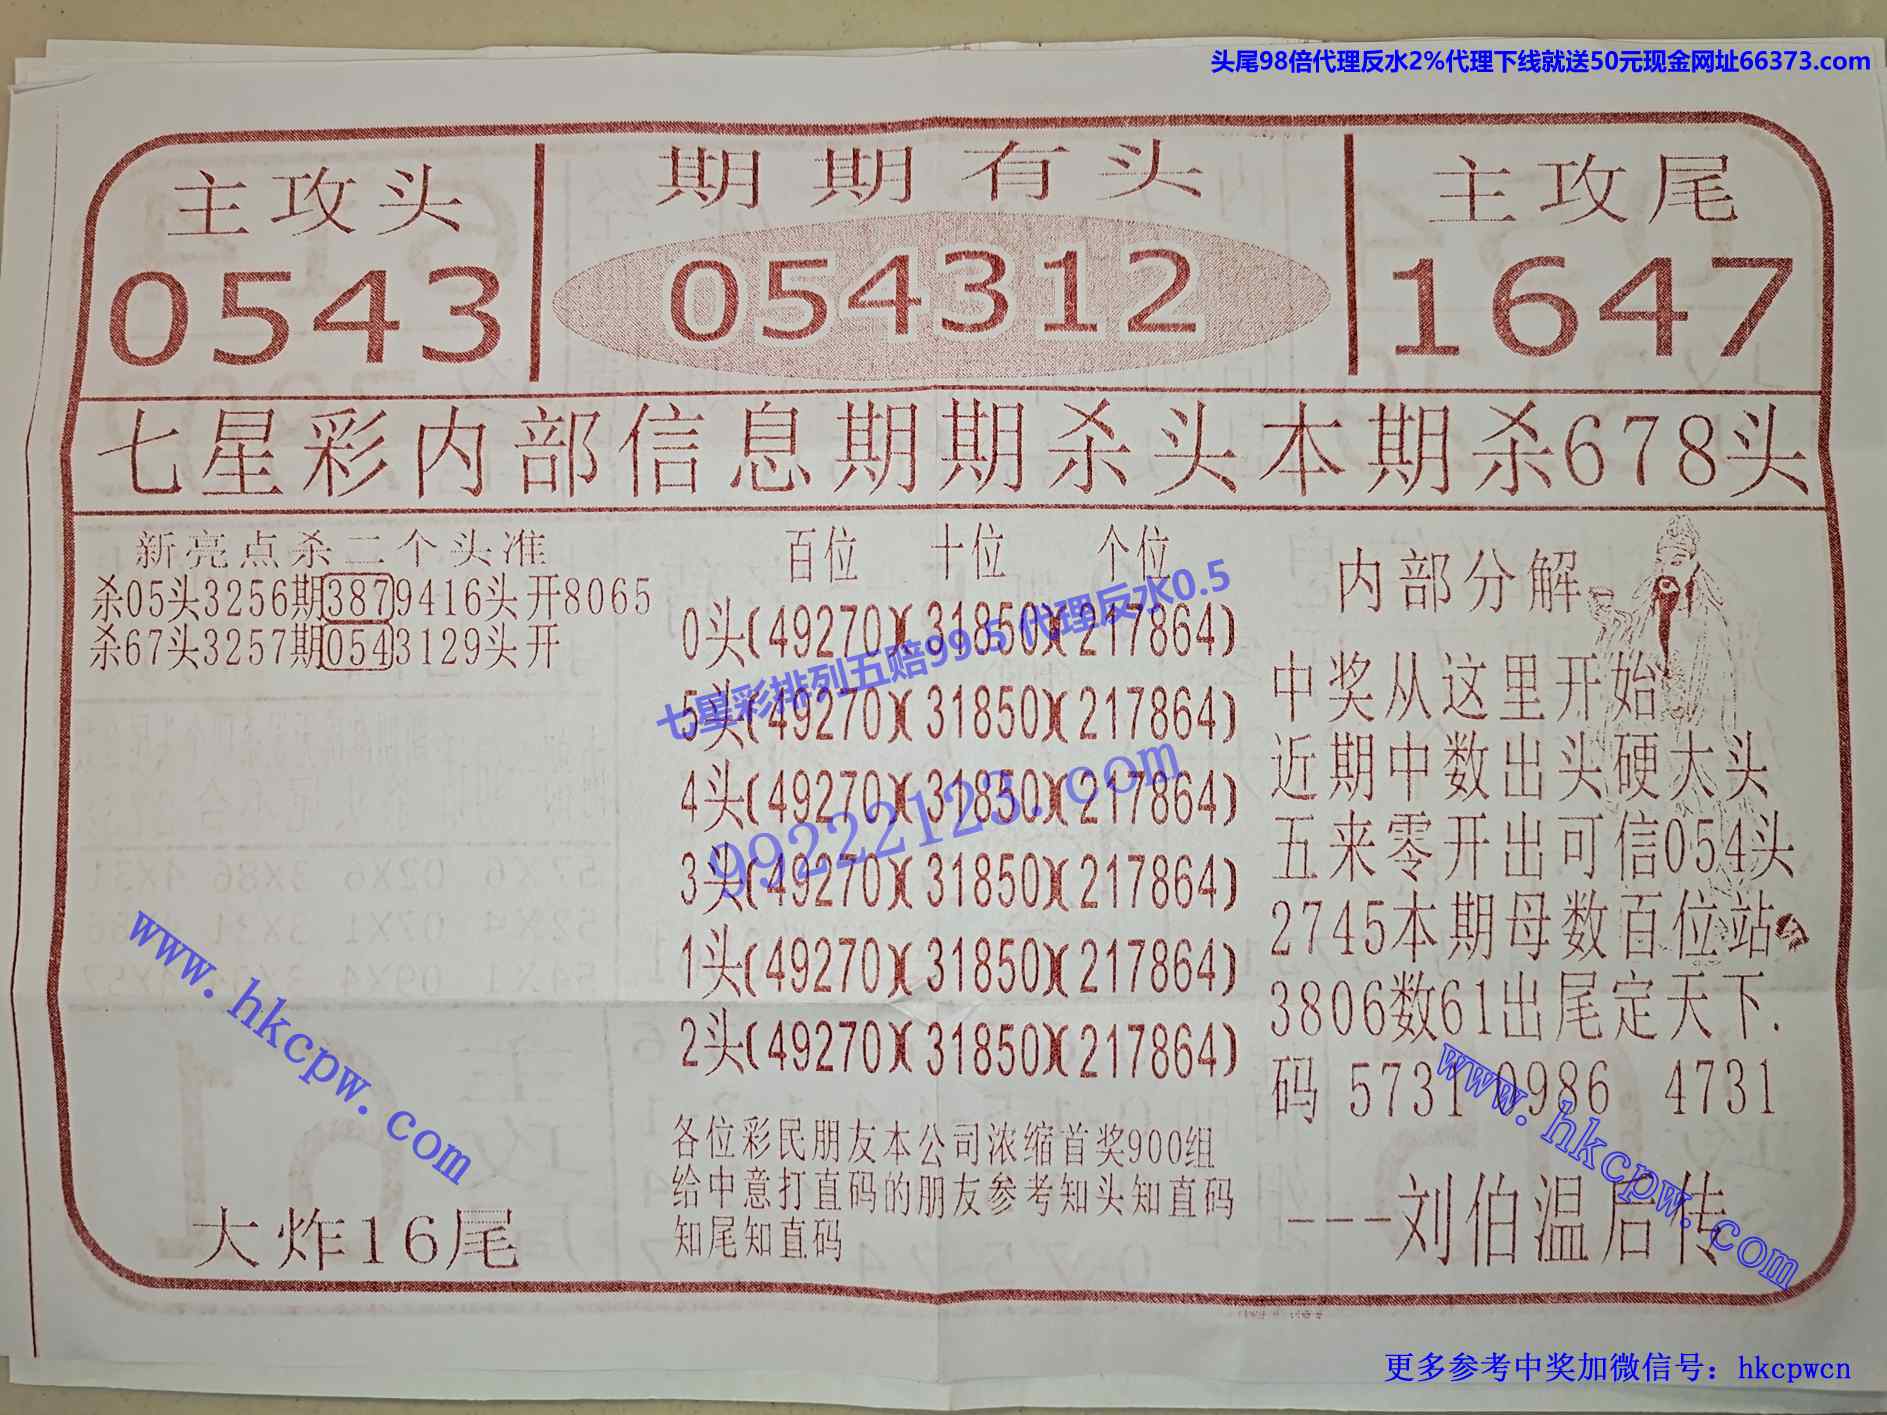 头尾98倍代理反水2%代理下线就送50元现金网址66373.com
主攻头
0543
期期有头
054312
主攻尾
1647
七星彩内部信息期期杀头本期杀678头
新亮点杀二个头准
杀05头3256期3879416头开8065
杀67头3257期0543129头开
百位 十位 个位
0头(49270)(31850)(217864)
5头(49270)(31850)(217864)
4头(49270)(31850)(217864)
3头(49270)(31850)(217864)
1头(49270)(31850)(217864)
2头(49270)(31850)(217864)
七星彩排列五赔99.5代理反水0.5
99222123.com
各位彩民朋友本公司浓缩首奖900组
给中意打直码的朋友参考知头知直码
知尾知直码
内部分解
中奖从这里开始
近期中数出头硬太头
五来零开出可信054头
2745本期母数百位站
3806数61出尾定天下.
码 5731 0986 4731
---刘伯温后传
www.hkcpw.com
www.hkcpw.com
大炸16尾
更多参考中奖加微信号：hkcpwcn